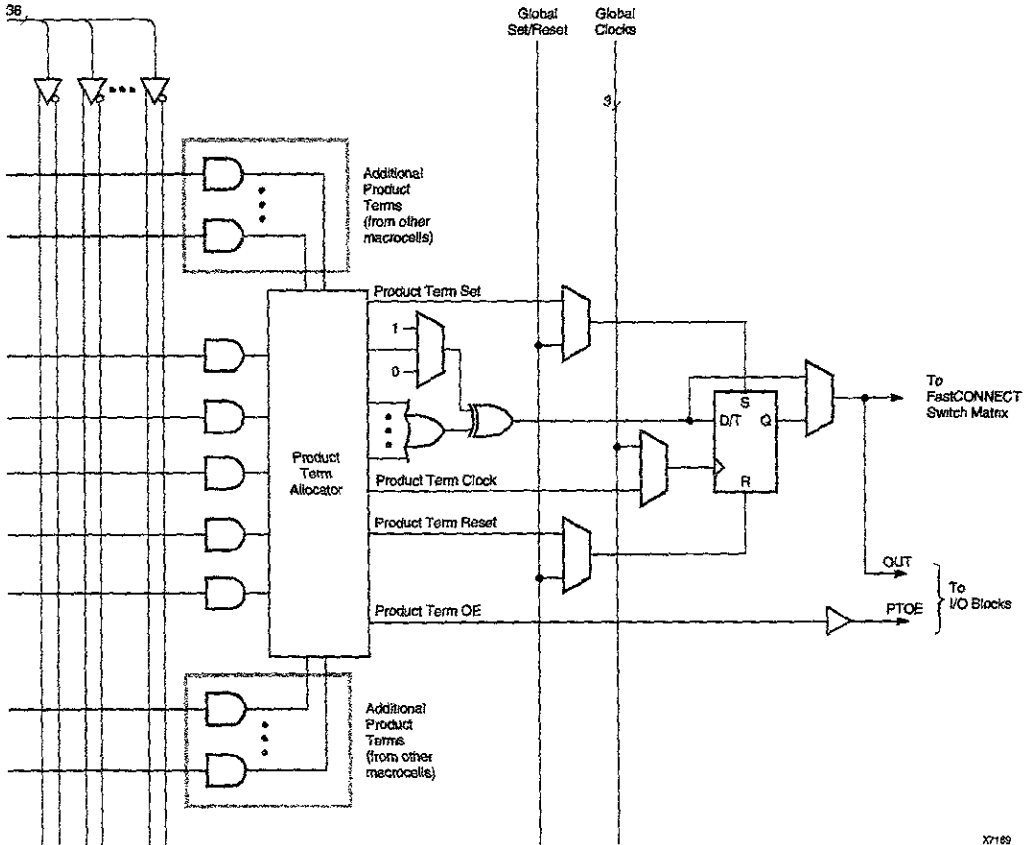 36
Global
Set/Reset
Global
Clocks
3
Additional
Product
Terms
(from other
macrocells)
Product Term Set
1
0
Product
Term
Allocator
S
D/T Q
R
Product Term Clock
Product Term Reset
Product Term OE
To
FastCONNECT
Switch Matrix
OUT
PTOE
To
I/O Blocks
Additional
Product
Terms
(from other
macrocells)
X7169